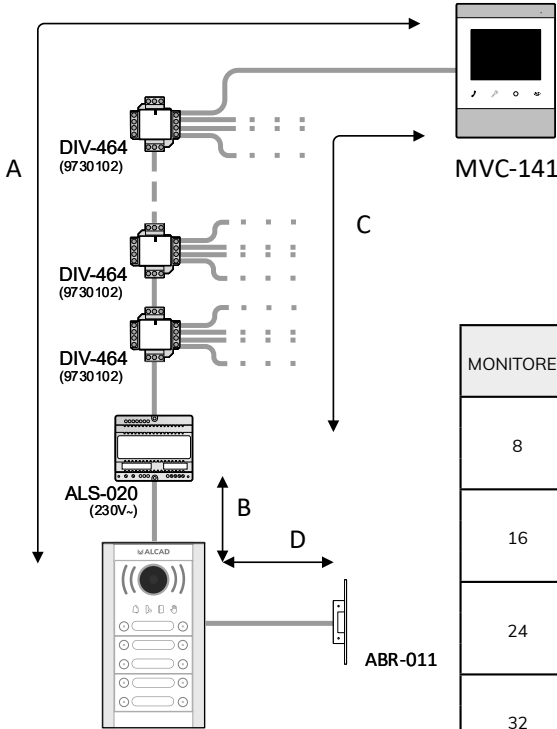 A
DIV-464
(9730102)
MVC-141
C
DIV-464
(9730102)
DIV-464
(9730102)
MONITORE
8
16
24
32
ALS-020
(230V~)
B
D
ALCAD
ABR-011